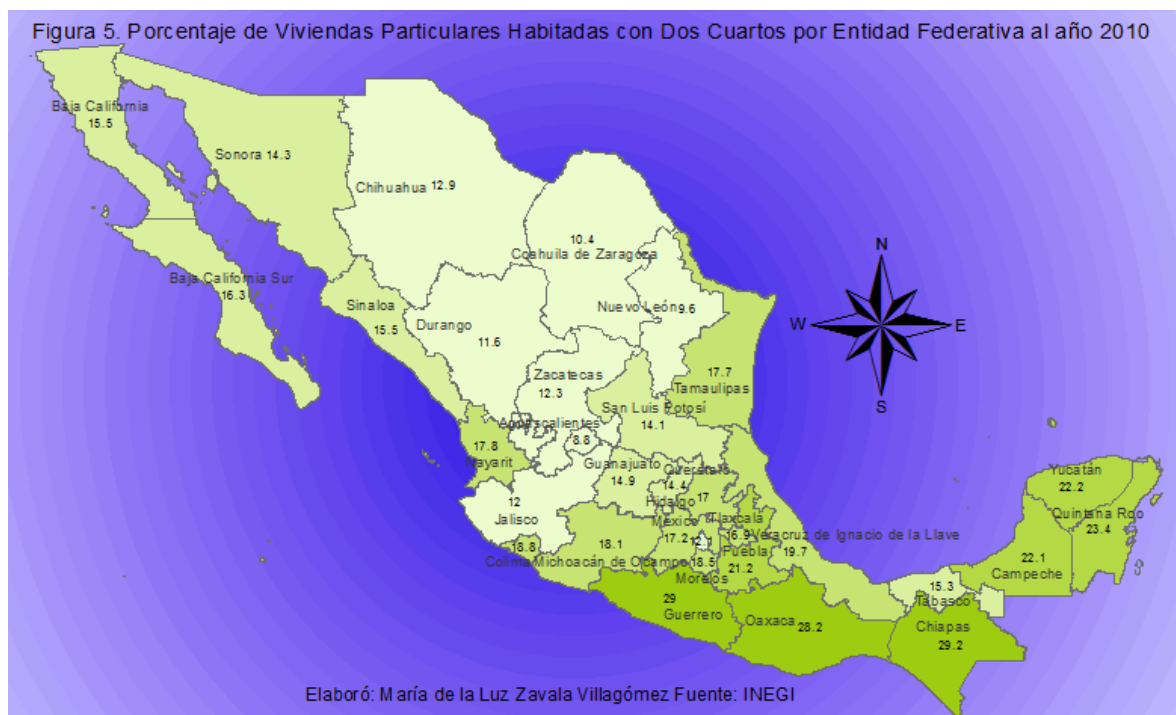 Figura 5. Porcentaje de Viviendas Particulares Habitadas con Dos Cuartos por Entidad Federativa al año 2010
Baja California
15.5
Sonora 14.3
Chihuahua 12.9
10.4
Coahuila de Zaragoza
N
Baja California Sur
16.3
Sinaloa
15.5
Durango
11.6
Nuevo León 9.6
W
E
Zacatecas
12.3
17.7
Tamaulipas
S
San Luis Potosí
14.1
Aguascalientes
8.8
17.8
Nayarit
Guanajuato
14.9
Querétaro
14.4
Hidalgo 17
Yucatán
22.2
Quintana Roo
23.4
12
Jalisco
México
17.2
12.1
Tlaxcala
16.9
Veracruz de Ignacio de la Llave
19.7
18.8
Colima
18.1
Michoacán de Ocampo
18.5
Morelos
Puebla
21.2
22.1
Campeche
15.3
Tabasco
29
Guerrero
Oaxaca
28.2
Chiapas
29.2
Elaboró: María de la Luz Zavala Villagómez Fuente: INEGI